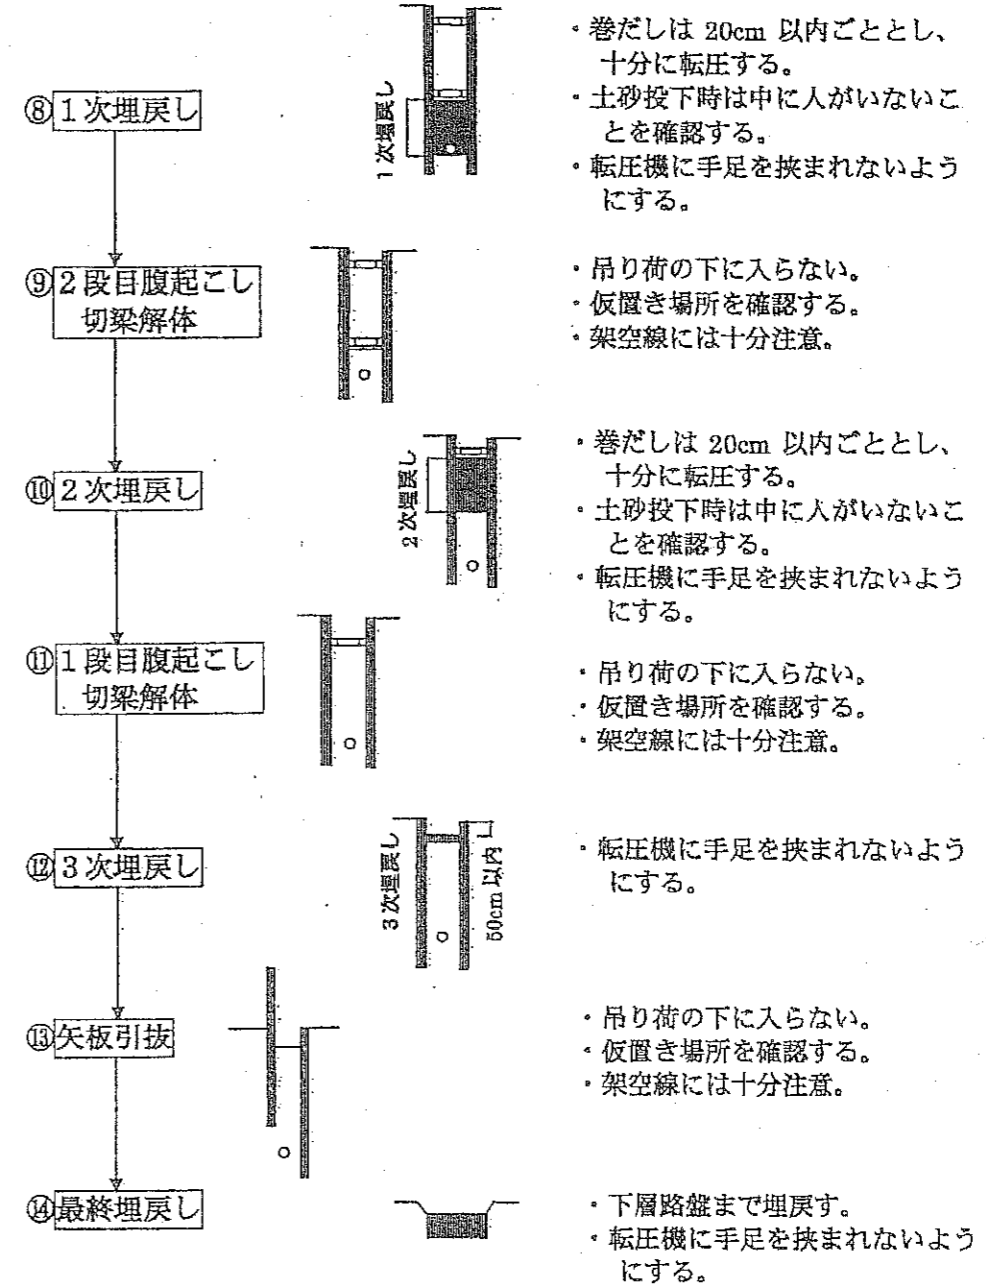 ⑧1次埋戻し
1次埋戻し
・巻だしは 20cm 以内ごととし、
十分に転圧する。
・土砂投下時は中に人がいないこ
とを確認する。
・転圧機に手足を挟まれないよう
にする。
⑨2段目腹起こし
切梁解体
・吊り荷の下に入らない。
・仮置き場所を確認する。
・架空線には十分注意。
⑩2次埋戻し
2次埋戻し
・巻だしは 20cm 以内ごととし、
十分に転圧する。
・土砂投下時は中に人がいないこ
とを確認する。
・転圧機に手足を挟まれないよう
にする。
⑪1段目腹起こし
切梁解体
・吊り荷の下に入らない。
・仮置き場所を確認する。
・架空線には十分注意。
⑫3次埋戻し
3次埋戻し
50cm以内
・転圧機に手足を挟まれないよう
にする。
⑬矢板引抜
・吊り荷の下に入らない。
・仮置き場所を確認する。
・架空線には十分注意。
⑭最終埋戻し
・下層路盤まで埋戻す。
・転圧機に手足を挟まれないよう
にする。